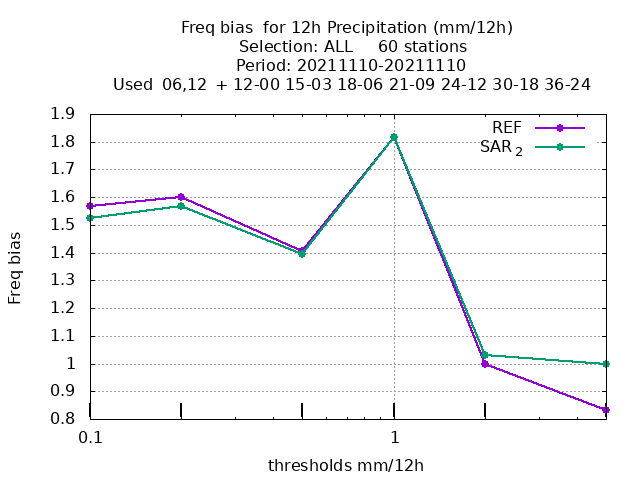 Freq bias  for 12h Precipitation (mm/12h)
Selection: ALL     60 stations
Period: 20211110-20211110
Used  06,12  + 12-00 15-03 18-06 21-09 24-12 30-18 36-24
REF
SAR 2
1.9
1.8
1.7
1.6
1.5
1.4
1.3
1.2
1.1
1
0.9
0.8
Freq bias
0.1 1
thresholds mm/12h